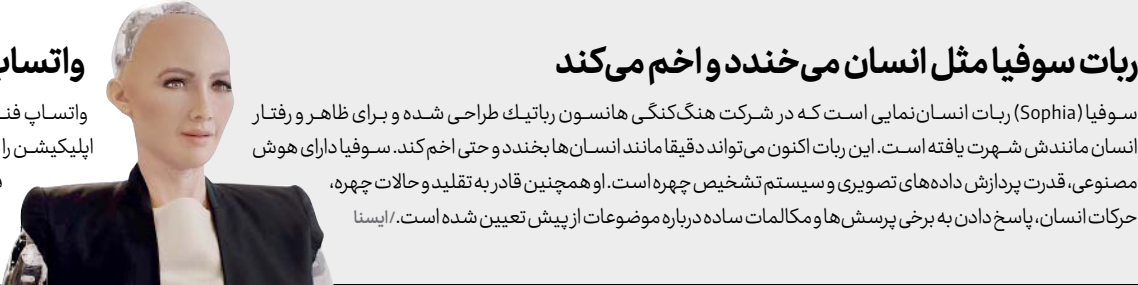 ربات سوفیا مثل انسان می‌خندد و اخم می‌کند
سوفیا (Sophia) ربات انسان‌نمایی است که در شرکت هنگ‌کنگی هانسون رباتیك طراحی شده و برای ظاهر و رفتار
انسان مانندش شهرت یافته است. این ربات اکنون می‌تواند دقیقا مانند انسان‌ها بخندد و حتی اخم کند. سوفیا دارای هوش
مصنوعی، قدرت پردازش داده‌های تصویری و سیستم تشخیص چهره است. او همچنین قادر به تقلید و حالات چهره،
حرکات انسان، پاسخ دادن به برخی پرسش‌ها و مکالمات ساده درباره موضوعات از پیش تعیین شده است./ایسنا
واتساپ
واتساپ
اپلیکیشن را